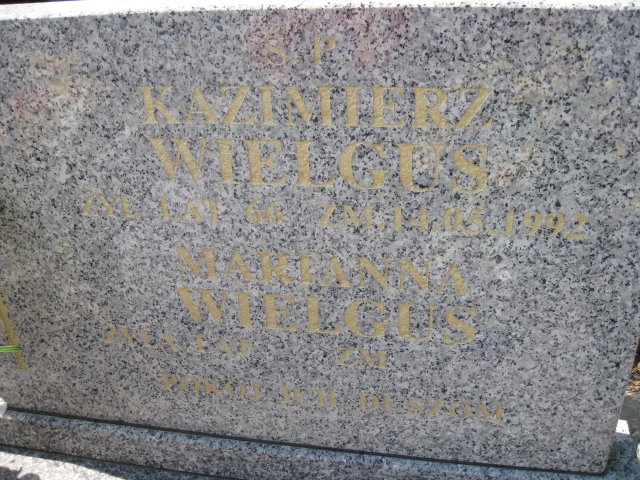 Ś. P.
KAZIMIERZ
WIELGUS
ŻYŁ LAT 66 ZM. 14.05.1992
MARIANNA
WIELGUS
ŻYŁA LAT ZM.
POKÓJ ICH DUSZOM